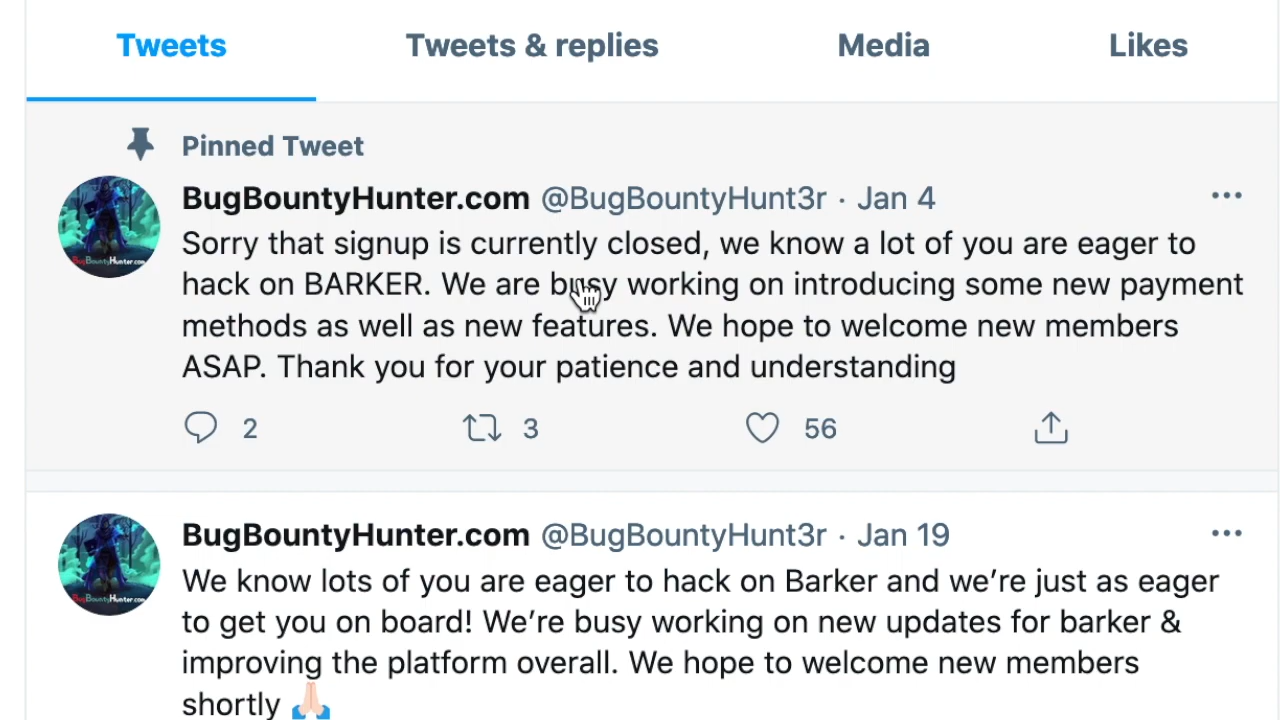 Tweets
Tweets & replies
Media
Likes
Pinned Tweet
BugBountyHunter.com @BugBountyHunt3r · Jan 4
Sorry that signup is currently closed, we know a lot of you are eager to
hack on BARKER. We are busy working on introducing some new payment
methods as well as new features. We hope to welcome new members
ASAP. Thank you for your patience and understanding
2
3
56
BugBountyHunter.com
BugBountyHunter.com @BugBountyHunt3r · Jan 19
We know lots of you are eager to hack on Barker and we’re just as eager
to get you on board! We’re busy working on new updates for barker &
improving the platform overall. We hope to welcome new members
shortly 🙏🏻
BugBountyHunter.com